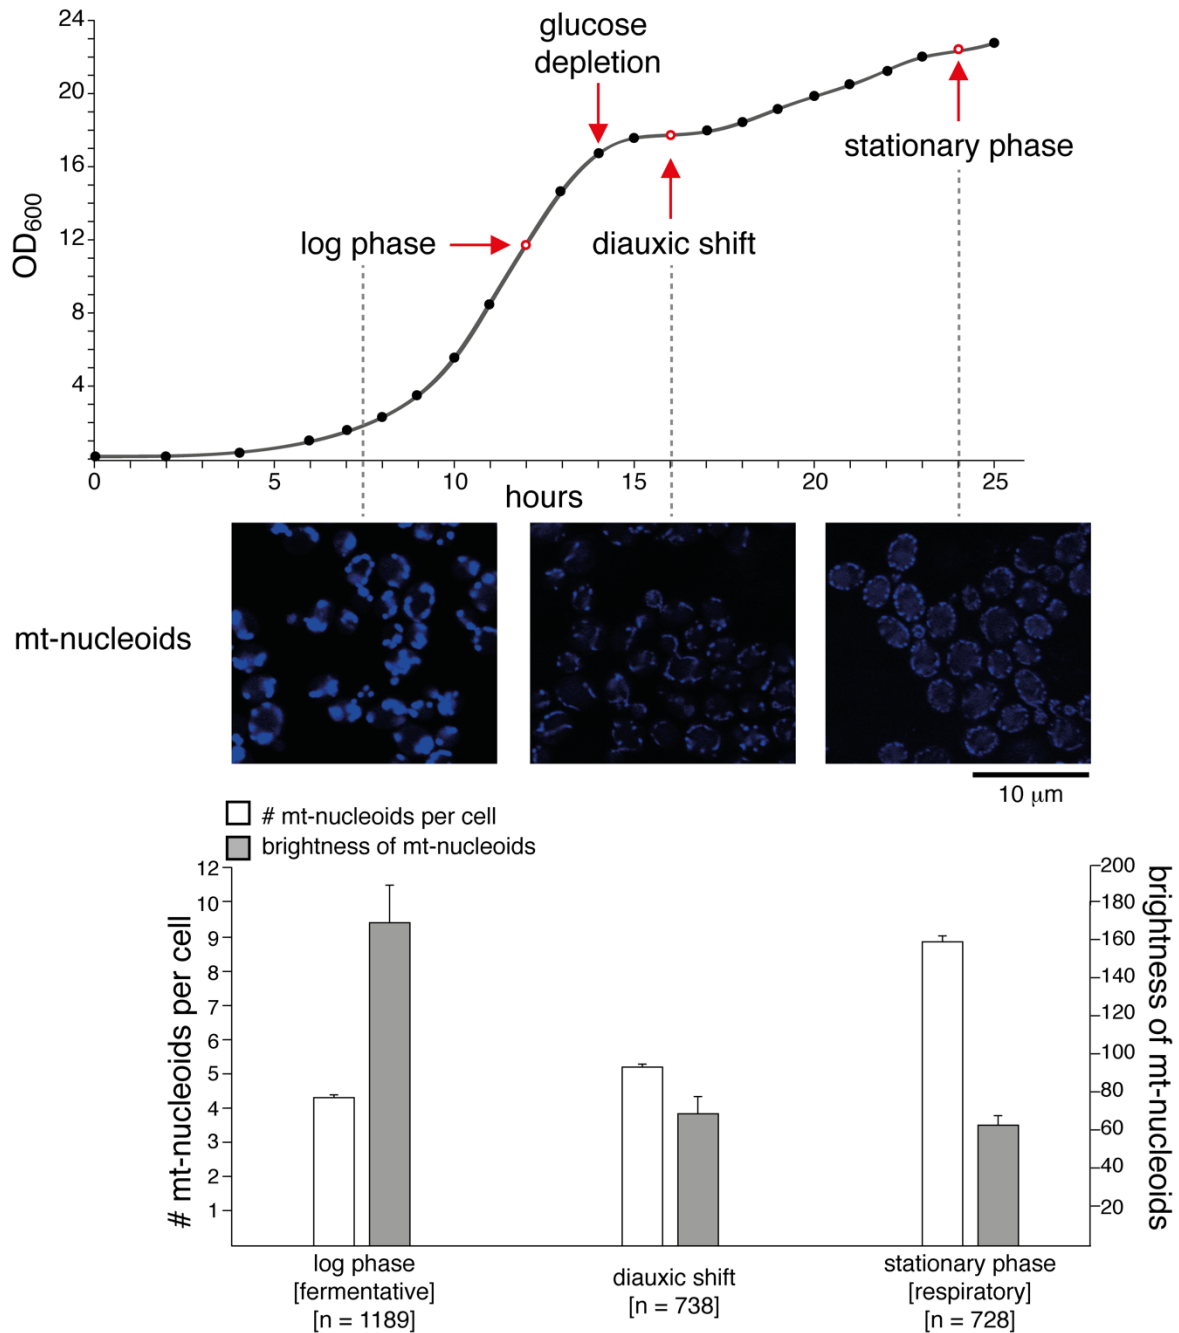 24
20
16
12
8
4
OD600
glucose
depletion
log phase
diauxic shift
stationary phase
0 5 10 15 20 25
hours
mt-nucleoids
10 μm
# mt-nucleoids per cell
brightness of mt-nucleoids
12
10
9
8
7
6
5
4
3
2
1
# mt-nucleoids per cell
200
180
160
140
120
100
80
60
40
20
brightness of mt-nucleoids
log phase
[fermentative]
[n = 1189]
diauxic shift
[n = 738]
stationary phase
[respiratory]
[n = 728]